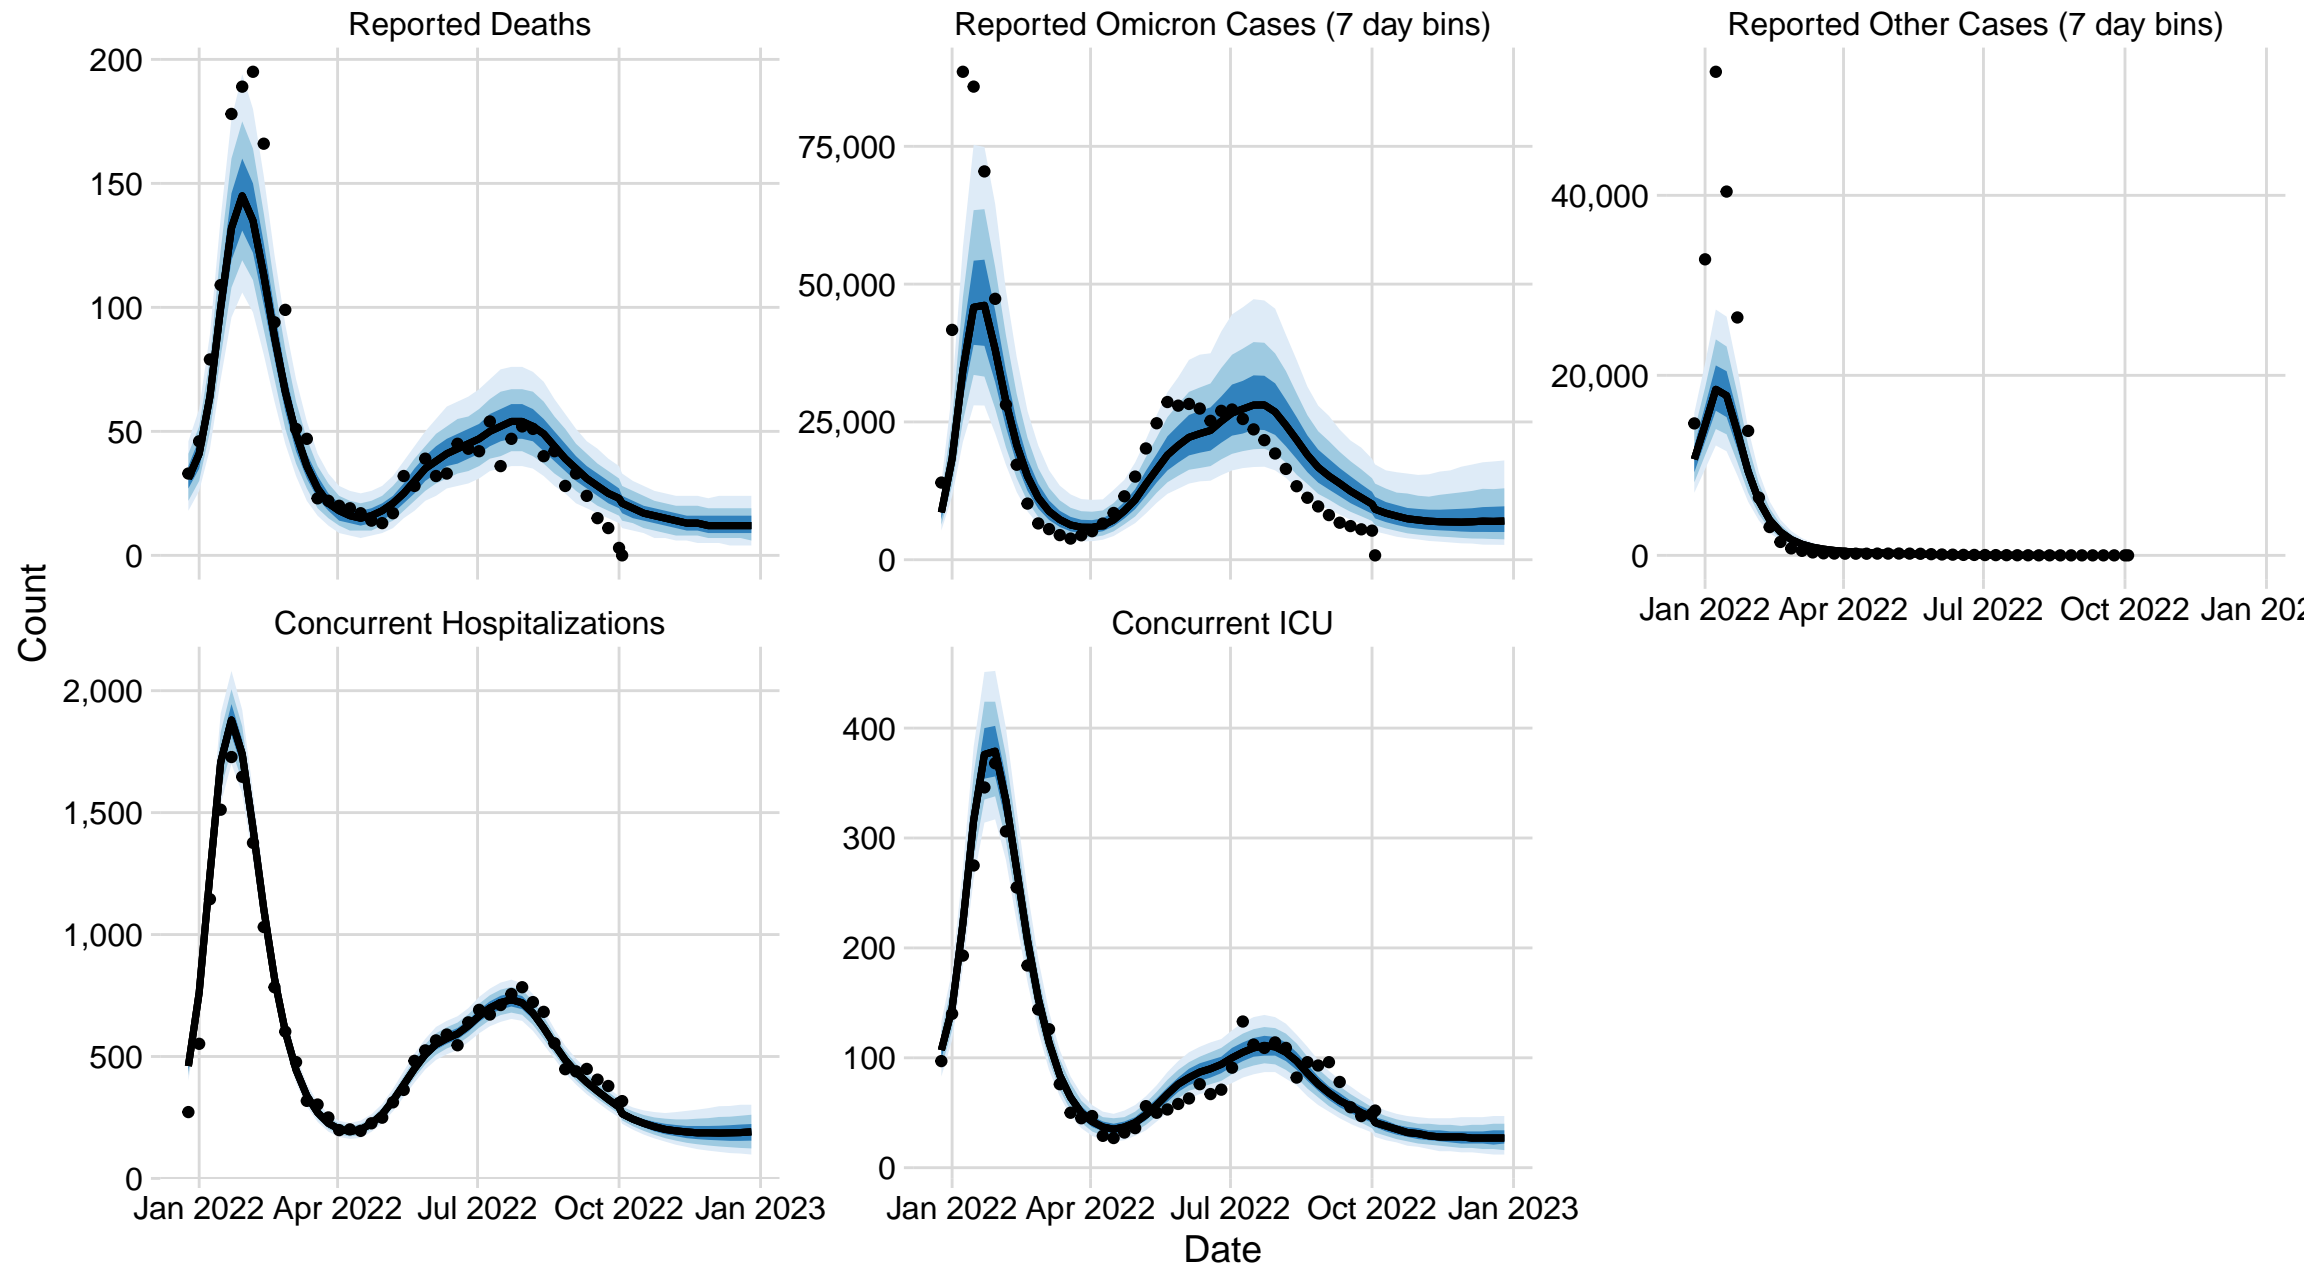 Reported Deaths
200
150
100
50
0
Reported Omicron Cases (7 day bins)
75,000
50,000
25,000
0
Reported Other Cases (7 day bins)
40,000
20,000
0
Jan 2022 Apr 2022 Jul 2022 Oct 2022 Jan 202
Count
Concurrent Hospitalizations
2,000
1,500
1,000
500
0
Jan 2022 Apr 2022 Jul 2022 Oct 2022 Jan 2023
Concurrent ICU
400
300
200
100
0
Jan 2022 Apr 2022 Jul 2022 Oct 2022 Jan 2023
Date